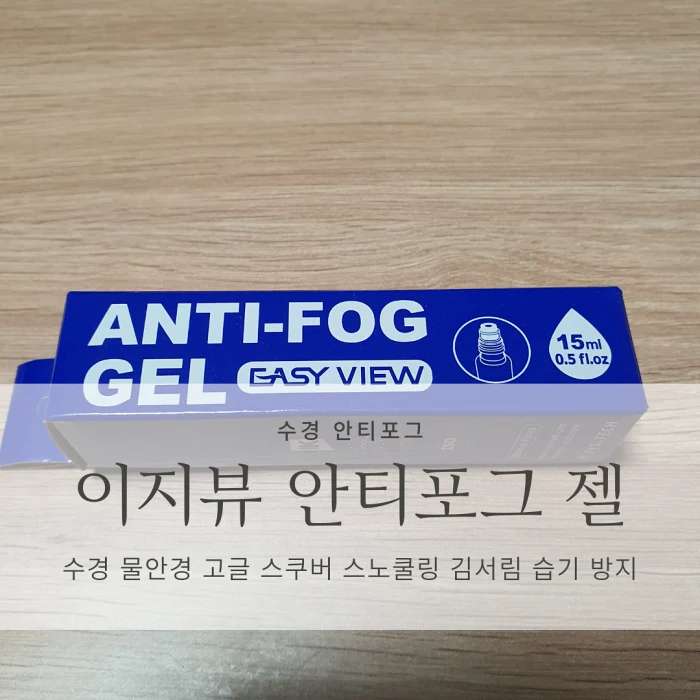 ANTI-FOG
GEL EASY VIEW
15ml
0.5 fl.oz
ISO
수경 안티포그
이지뷰 안티포그 젤
수경 물안경 고글 스쿠버 스노쿨링 김서림 습기 방지